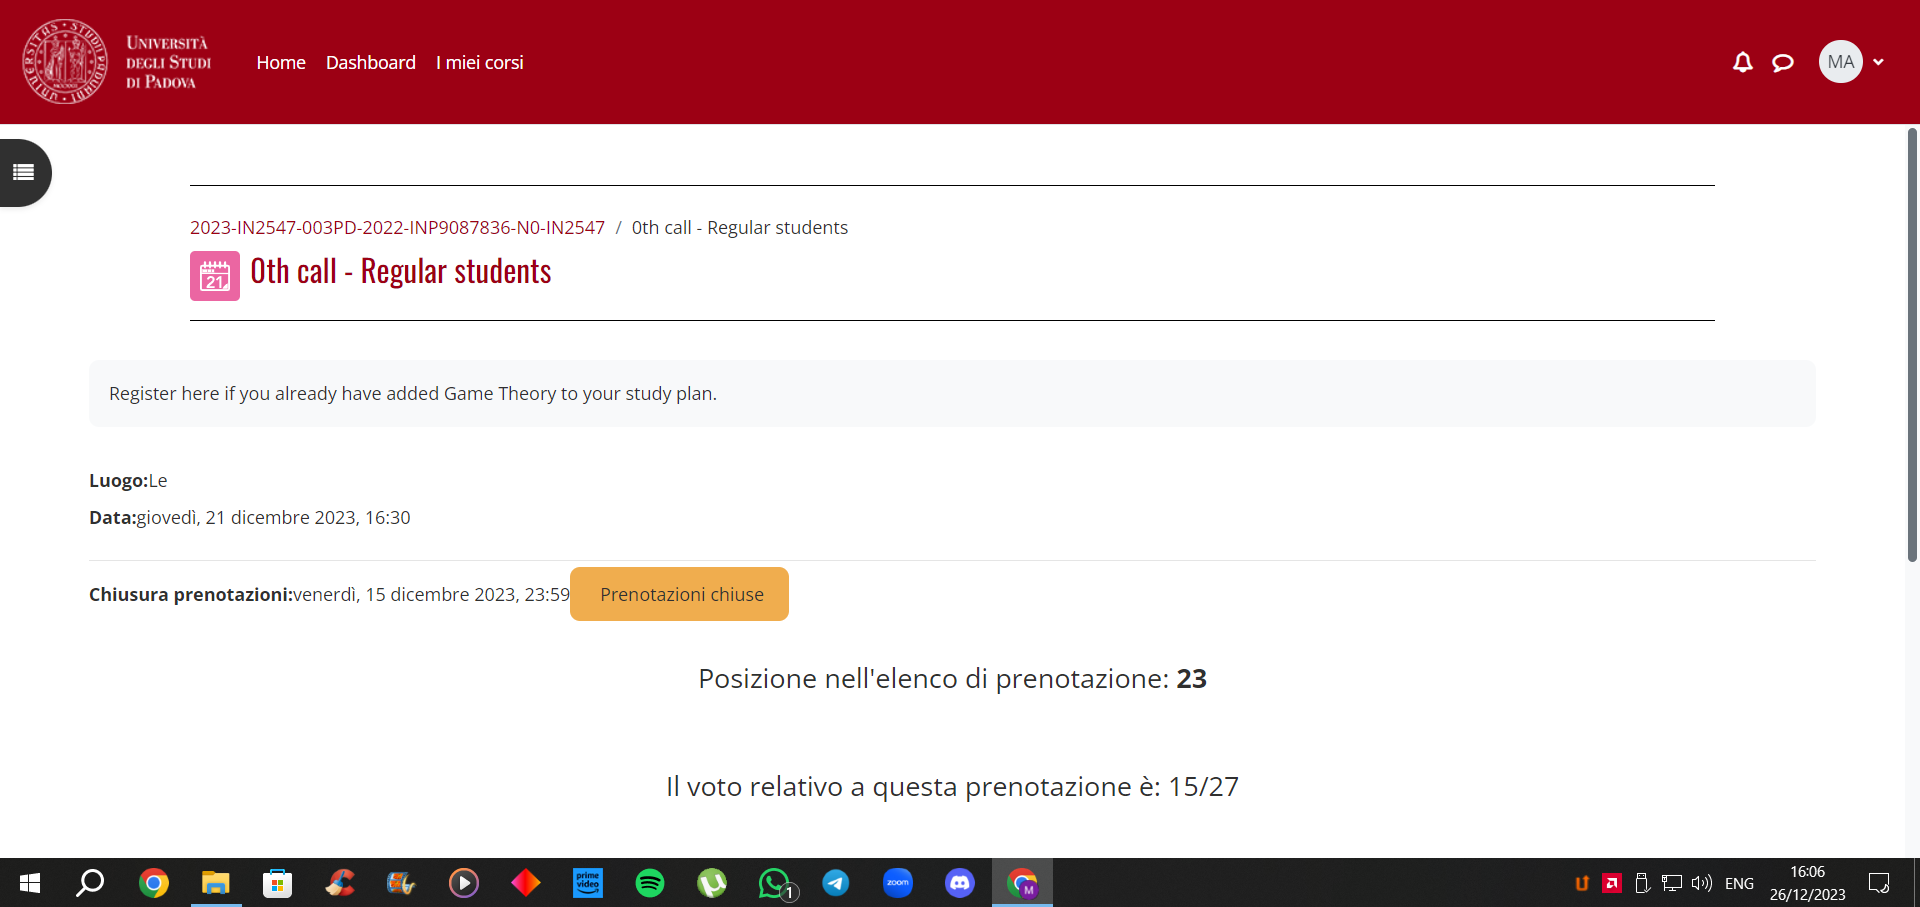 UNIVERSITÀ
DEGLI STUDI
DI PADOVA
Home Dashboard I miei corsi
MA
2023-IN2547-003PD-2022-INP9087836-N0-IN2547 / 0th call - Regular students
21
0th call - Regular students
Register here if you already have added Game Theory to your study plan.
Luogo:Le
Data:giovedì, 21 dicembre 2023, 16:30
Chiusura prenotazioni:venerdì, 15 dicembre 2023, 23:59 Prenotazioni chiuse
Posizione nell'elenco di prenotazione: 23
Il voto relativo a questa prenotazione è: 15/27
prime
video
1
zoom
M
ENG
16:06
26/12/2023